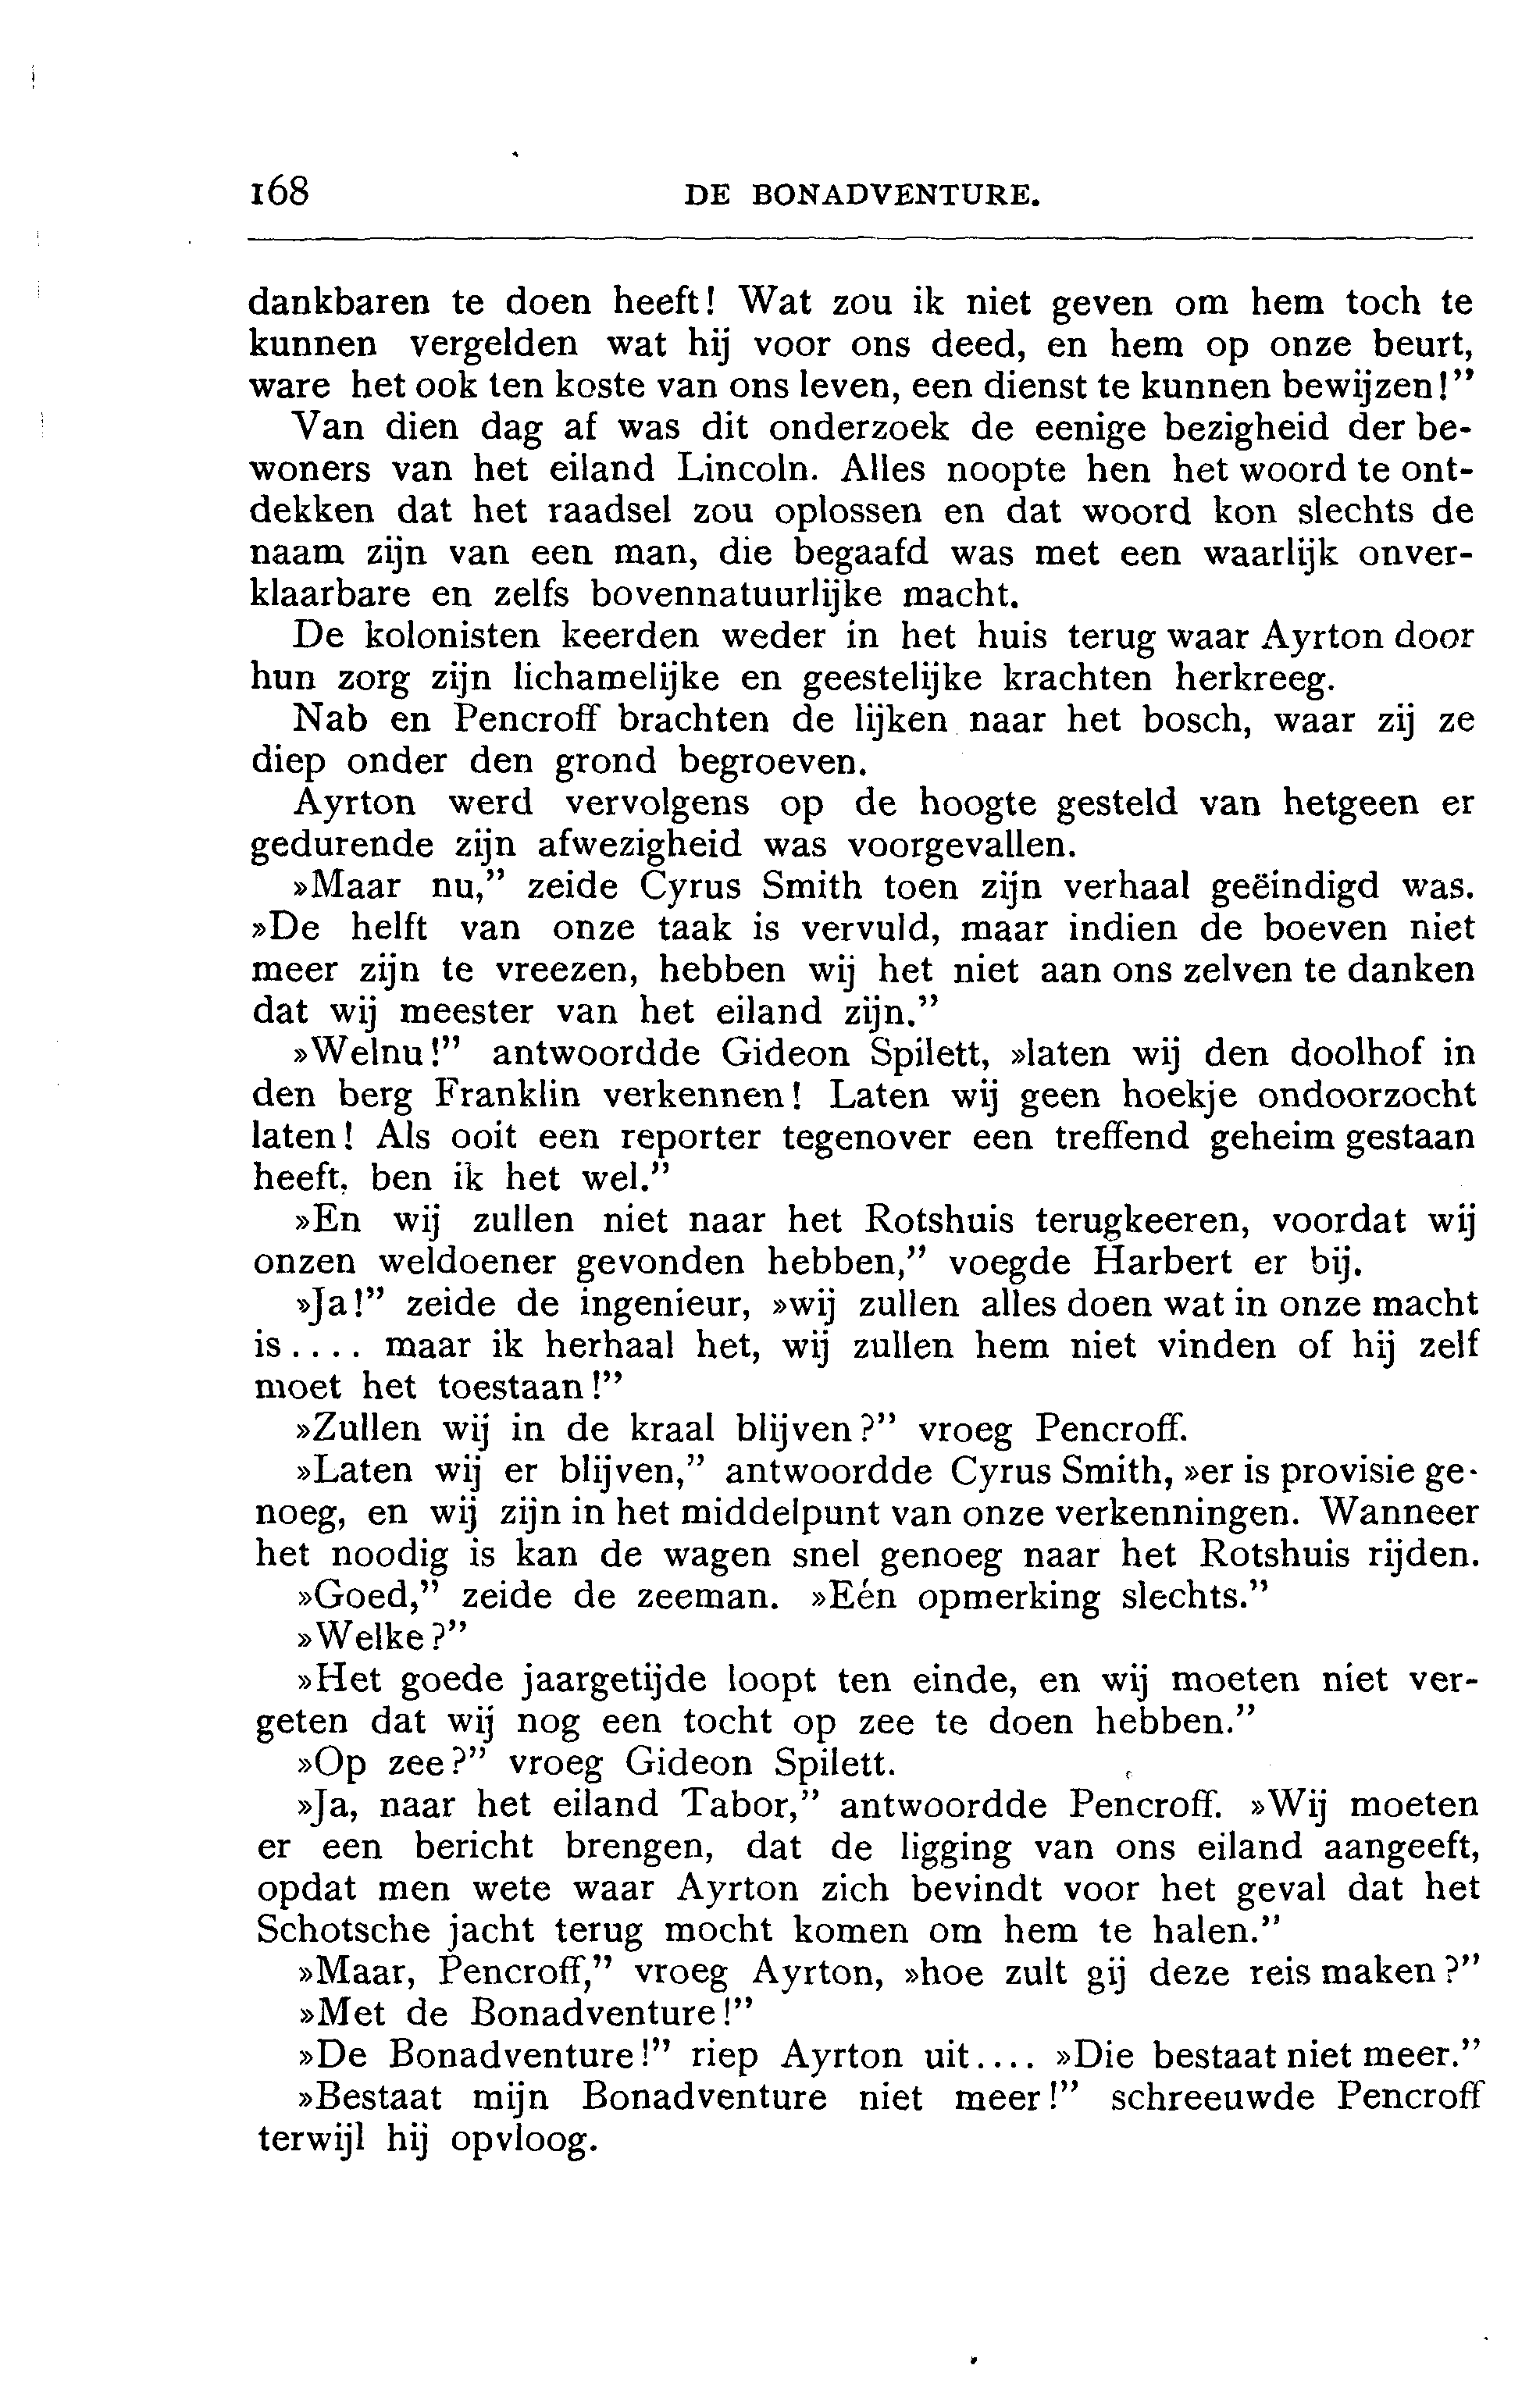 168 DE BONADVENTURE.
dankbaren te doen heeft! Wat zou ik niet geven om hem toch te
kunnen vergelden wat hij voor ons deed, en hem op onze beurt,
ware het ook ten koste van ons leven, een dienst te kunnen bewijzen!”
Van dien dag af was dit onderzoek de eenige bezigheid der be-
woners van het eiland Lincoln. Alles noopte hen het woord te ont-
dekken dat het raadsel zou oplossen en dat woord kon slechts de
naam zijn van een man, die begaafd was met een waarlijk onver-
klaarbare en zelfs bovennatuurlijke macht.
De kolonisten keerden weder in het huis terug waar Ayrton door
hun zorg zijn lichamelijke en geestelijke krachten herkreeg.
Nab en Pencroff brachten de lijken naar het bosch, waar zij ze
diep onder den grond begroeven.
Ayrton werd vervolgens op de hoogte gesteld van hetgeen er
gedurende zijn afwezigheid was voorgevallen.
»Maar nu,” zeide Cyrus Smith toen zijn verhaal geëindigd was.
»De helft van onze taak is vervuld, maar indien de boeven niet
meer zijn te vreezen, hebben wij het niet aan ons zelven te danken
dat wij meester van het eiland zijn.”
»Welnu!” antwoordde Gideon Spilett, »laten wij den doolhof in
den berg Franklin verkennen! Laten wij geen hoekje ondoorzocht
laten! Als ooit een reporter tegenover een treffend geheim gestaan
heeft, ben ik het wel.”
»En wij zullen niet naar het Rotshuis terugkeeren, voordat wij
onzen weldoener gevonden hebben,” voegde Harbert er bij.
»Ja!” zeide de ingenieur, »wij zullen alles doen wat in onze macht
is.... maar ik herhaal het, wij zullen hem niet vinden of hij zelf
moet het toestaan!”
»Zullen wij in de kraal blijven?” vroeg Pencroff.
»Laten wij er blijven,” antwoordde Cyrus Smith, »er is provisie ge-
noeg, en wij zijn in het middelpunt van onze verkenningen. Wanneer
het noodig is kan de wagen snel genoeg naar het Rotshuis rijden.
»Goed,” zeide de zeeman. »Eén opmerking slechts.”
»Welke?”
»Het goede jaargetijde loopt ten einde, en wij moeten niet ver-
geten dat wij nog een tocht op zee te doen hebben.”
»Op zee?” vroeg Gideon Spilett.
»Ja, naar het eiland Tabor,” antwoordde Pencroff. »Wij moeten
er een bericht brengen, dat de ligging van ons eiland aangeeft,
opdat men wete waar Ayrton zich bevindt voor het geval dat het
Schotsche jacht terug mocht komen om hem te halen.”
»Maar, Pencroff,” vroeg Ayrton, »hoe zult gij deze reis maken?”
»Met de Bonadventure!”
»De Bonadventure!” riep Ayrton uit.... »Die bestaat niet meer.”
»Bestaat mijn Bonadventure niet meer!” schreeuwde Pencroff
terwijl hij opvloog.